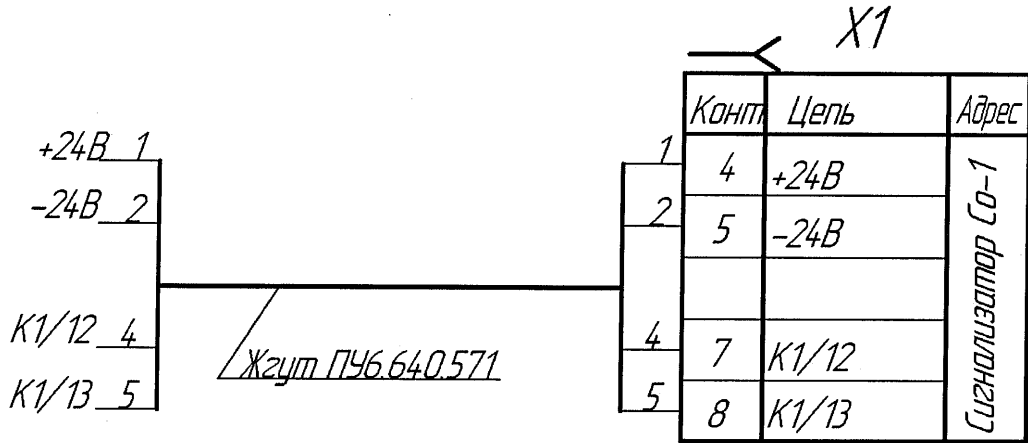 X1
Конт Цепь Адрес
+24В 1 1 4 +24В
-24В 2 2 5 -24В
К1/12 4 4 7 К1/12
К1/13 5 5 8 К1/13
Жгут ПУ6.640.571
Сигнализатор Со-1